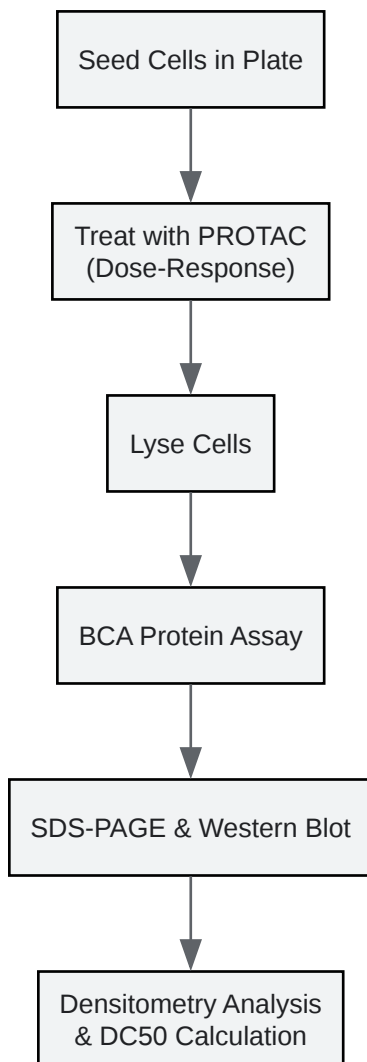 Seed Cells in Plate
Treat with PROTAC
(Dose-Response)
Lyse Cells
BCA Protein Assay
SDS-PAGE & Western Blot
Densitometry Analysis
& DC50 Calculation